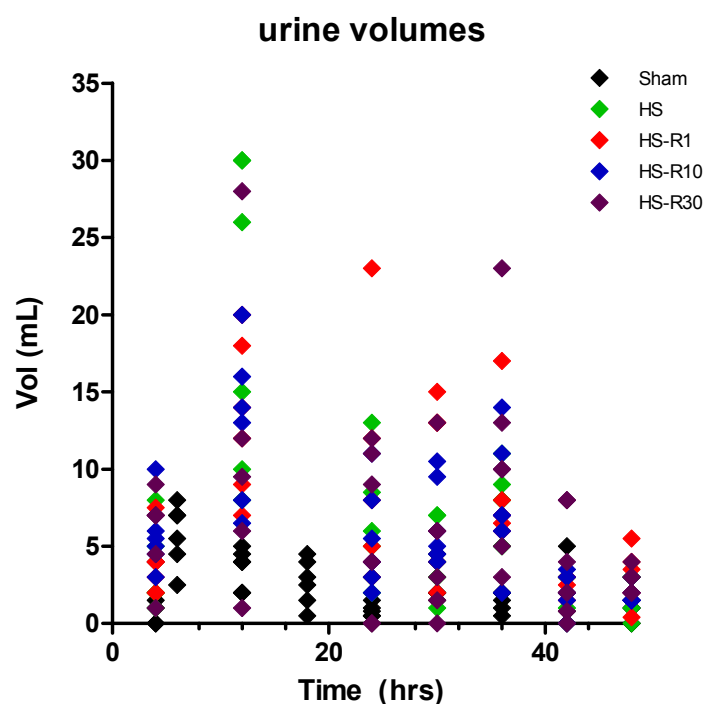 urine volumes
Sham
HS
HS-R1
HS-R10
HS-R30
35
30
25
20
15
10
5
0
Vol (mL)
0
20
40
Time (hrs)